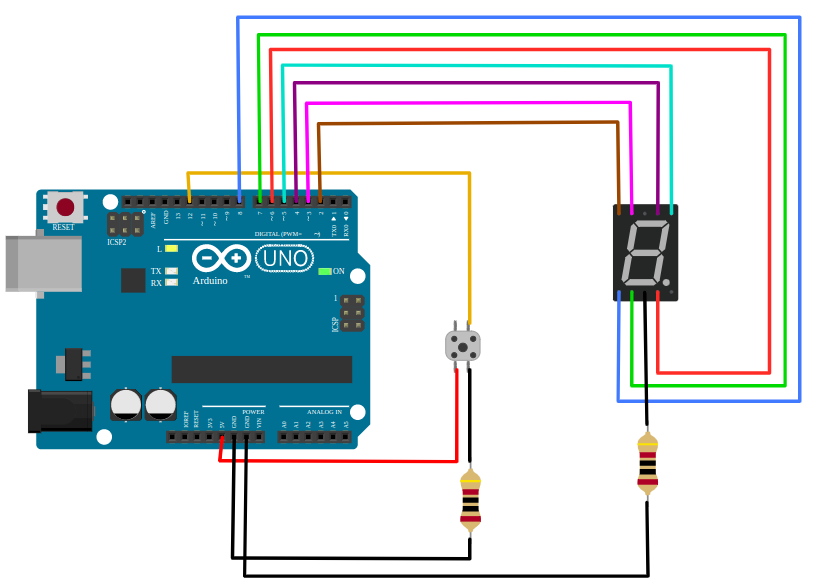 RESET
ICSP2
AREF
GND
13
12
~ 11
~ 10
~ 9
8
7
~ 6
~ 5
4
~ 3
2
TX0 ▶ 1
RX0 ◀ 0
DIGITAL (PWM= ~)
L
TX
RX
Arduino
™
UNO
ON
1
ICSP
POWER
ANALOG IN
IOREF
RESET
3V3
5V
GND
GND
VIN
A0
A1
A2
A3
A4
A5